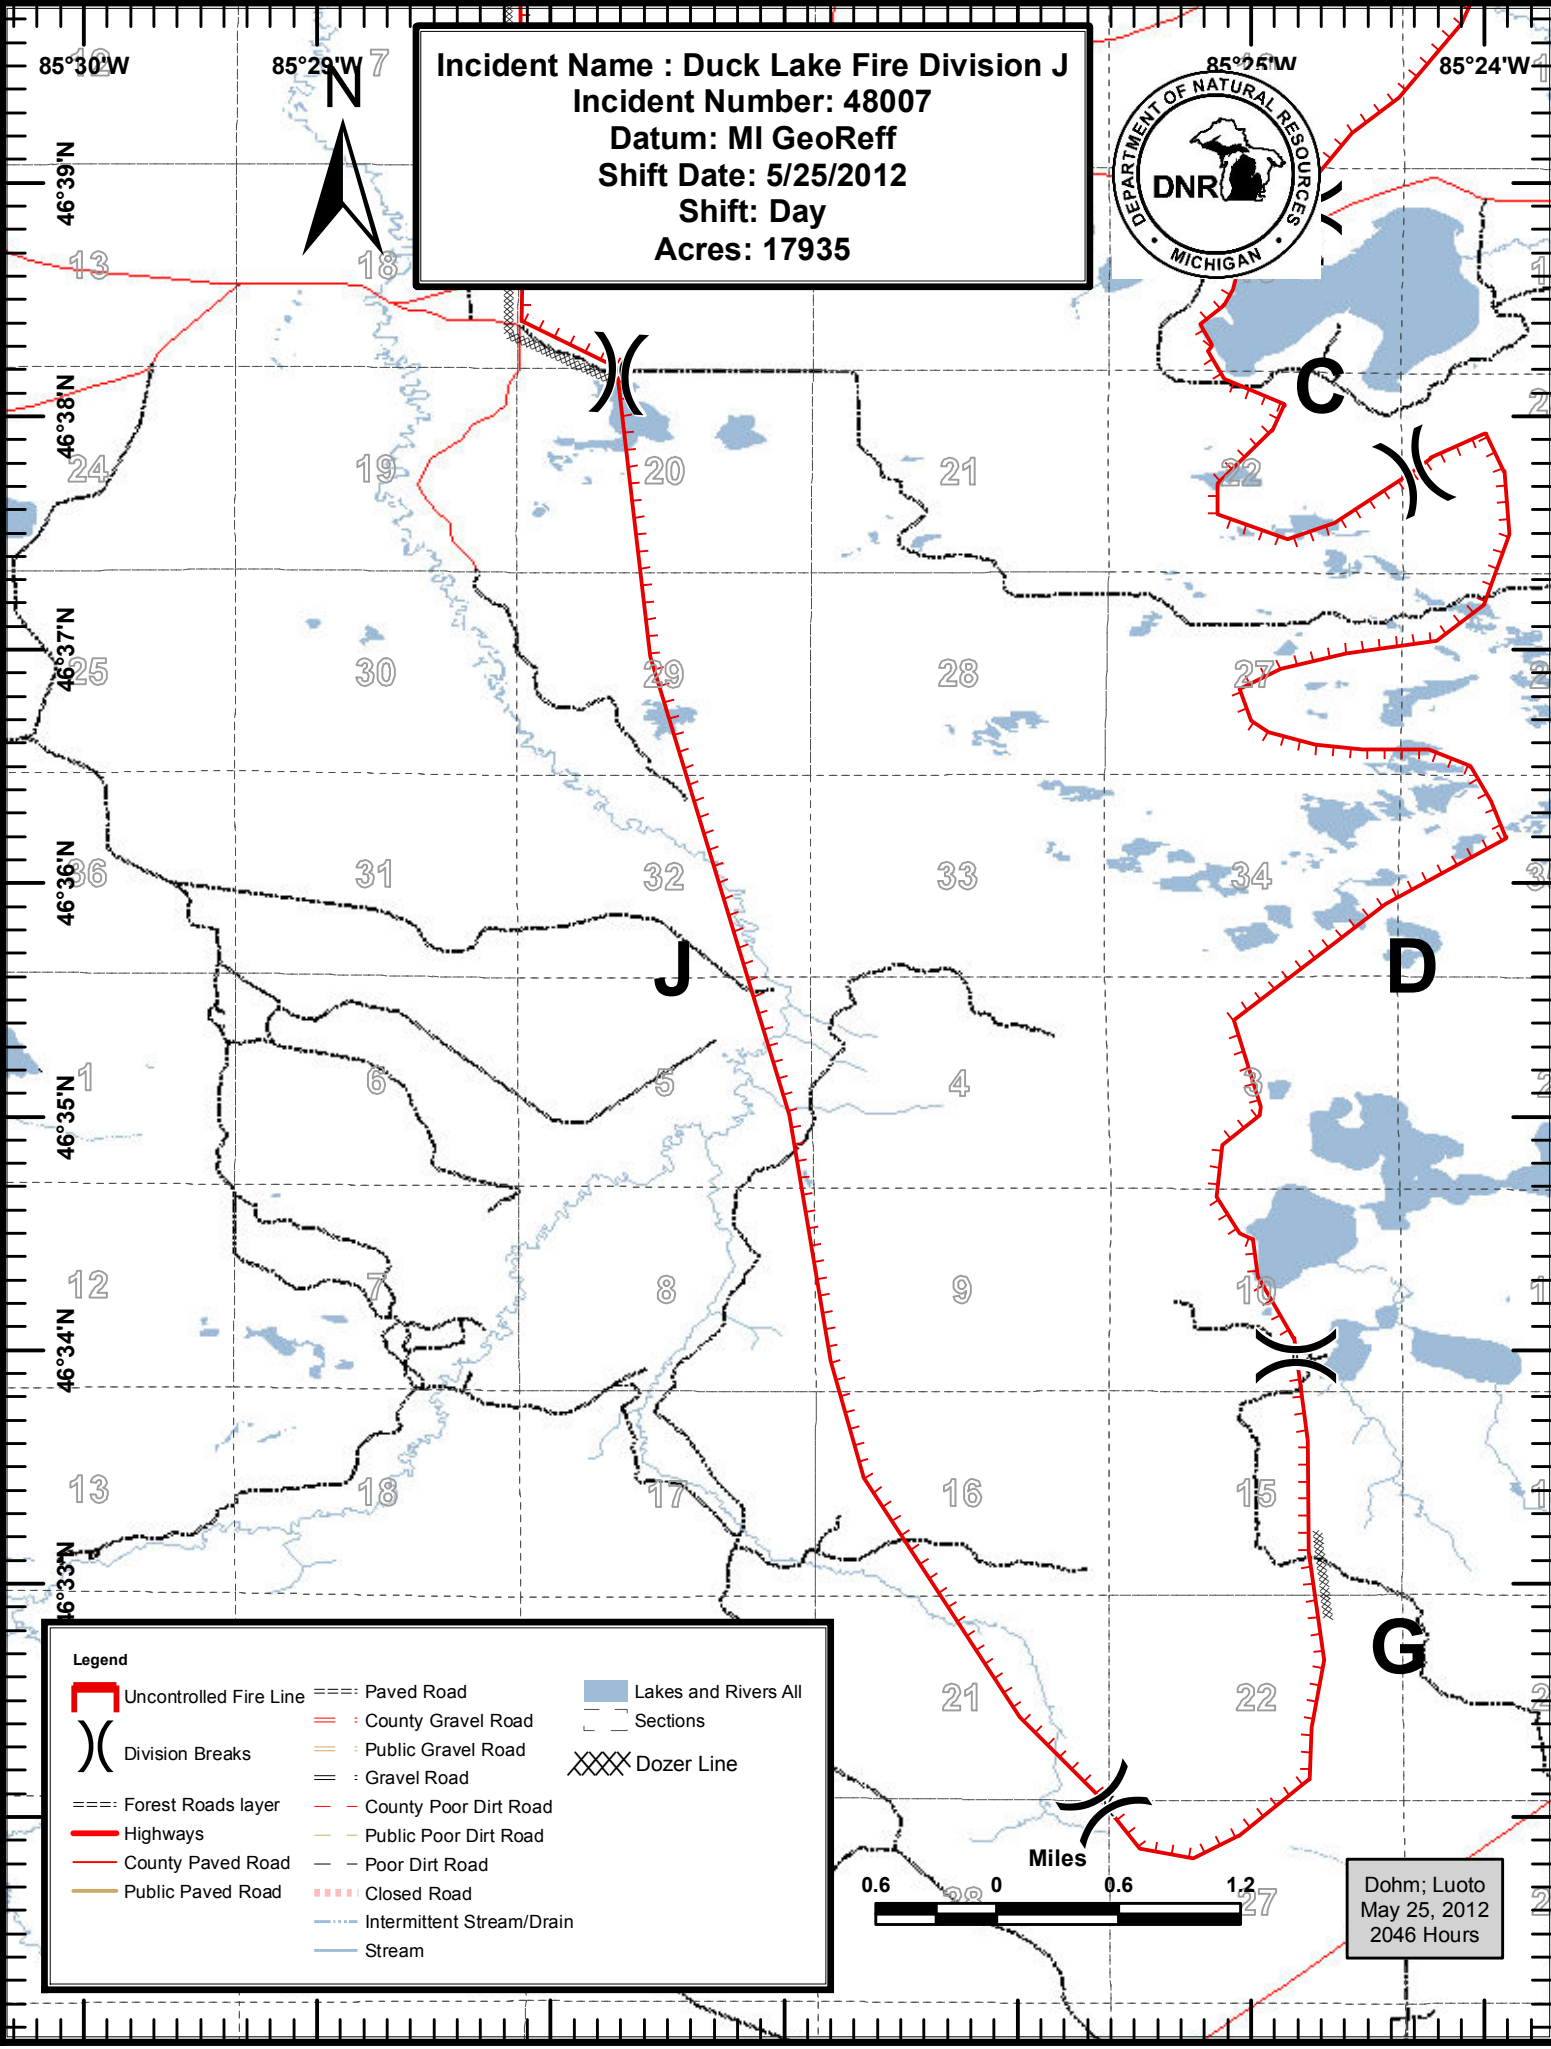 12
7
85°30'W
85°29'W
85°25'W
85°24'W
N
Incident Name : Duck Lake Fire Division J
Incident Number: 48007
Datum: MI GeoReff
Shift Date: 5/25/2012
Shift: Day
Acres: 17935
DEPARTMENT OF NATURAL RESOURCES
DNR
MICHIGAN
46°39'N
13
18
C
46°38'N
24
19
20
21
22
46°37'N
25
30
29
28
27
46°36'N
36
31
32
33
34
J
D
46°35'N
1
6
5
4
3
12
7
8
9
10
46°34'N
13
18
17
16
15
46°33'N
G
21
22
Legend
Uncontrolled Fire Line
Division Breaks
Forest Roads layer
Highways
County Paved Road
Public Paved Road
Paved Road
County Gravel Road
Public Gravel Road
Gravel Road
County Poor Dirt Road
Public Poor Dirt Road
Poor Dirt Road
Closed Road
Intermittent Stream/Drain
Stream
Lakes and Rivers All
Sections
Dozer Line
Miles
0.6 0 0.6 1.2
28
27
Dohm; Luoto
May 25, 2012
2046 Hours